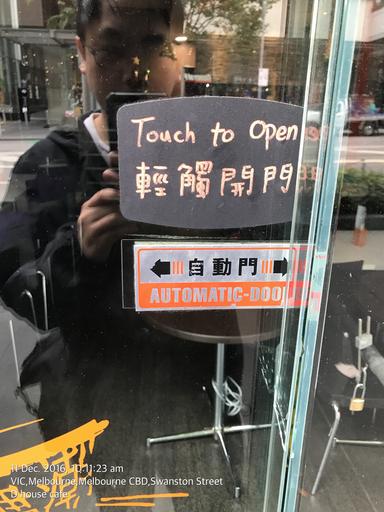 Touch to Open
輕觸開門
自動門
AUTOMATIC-DOO
11 Dec. 2016, 10:11:23 am
VIC,Melbourne,Melbourne CBD,Swanston Street
D'house cafe